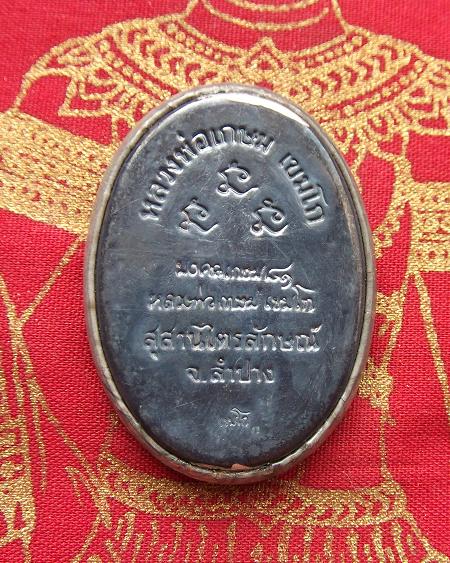 หลวงพ่อเกษม เขมโก
มงคลเกษม๘๑
หลวงพ่อเกษม เขมโก
สุสานไตรลักษณ์
จ.ลำปาง